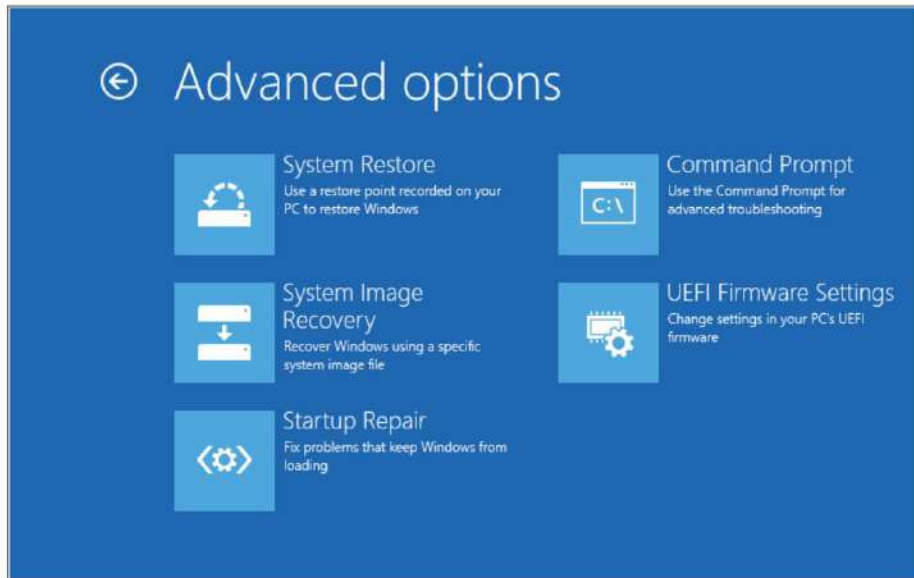 Advanced options
System Restore
Use a restore point recorded on your
PC to restore Windows
System Image
Recovery
Recover Windows using a specific
system image file
Startup Repair
Fix problems that keep Windows from
loading
Command Prompt
Use the Command Prompt for
advanced troubleshooting
C:\
UEFI Firmware Settings
Change settings in your PC's UEFI
firmware